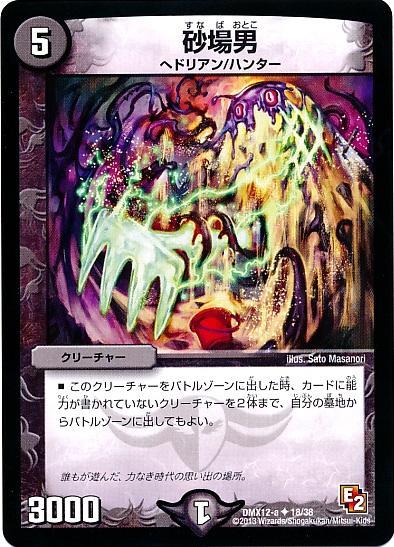 5
すなばおとこ
砂場男
ヘドリアン/ハンター
illus. Sato Masanori
クリーチャー
■ このクリーチャーをバトルゾーンに出した時、カードに能
力が書かれていないクリーチャーを2体まで、自分の墓地か
らバトルゾーンに出してもよい。
誰もが遊んだ、力なき時代の思い出の場所。
3000
1
DMX12-a ♦ 18/38
©2013 Wizards/Shogakukan/Mitsui-Kids
E2